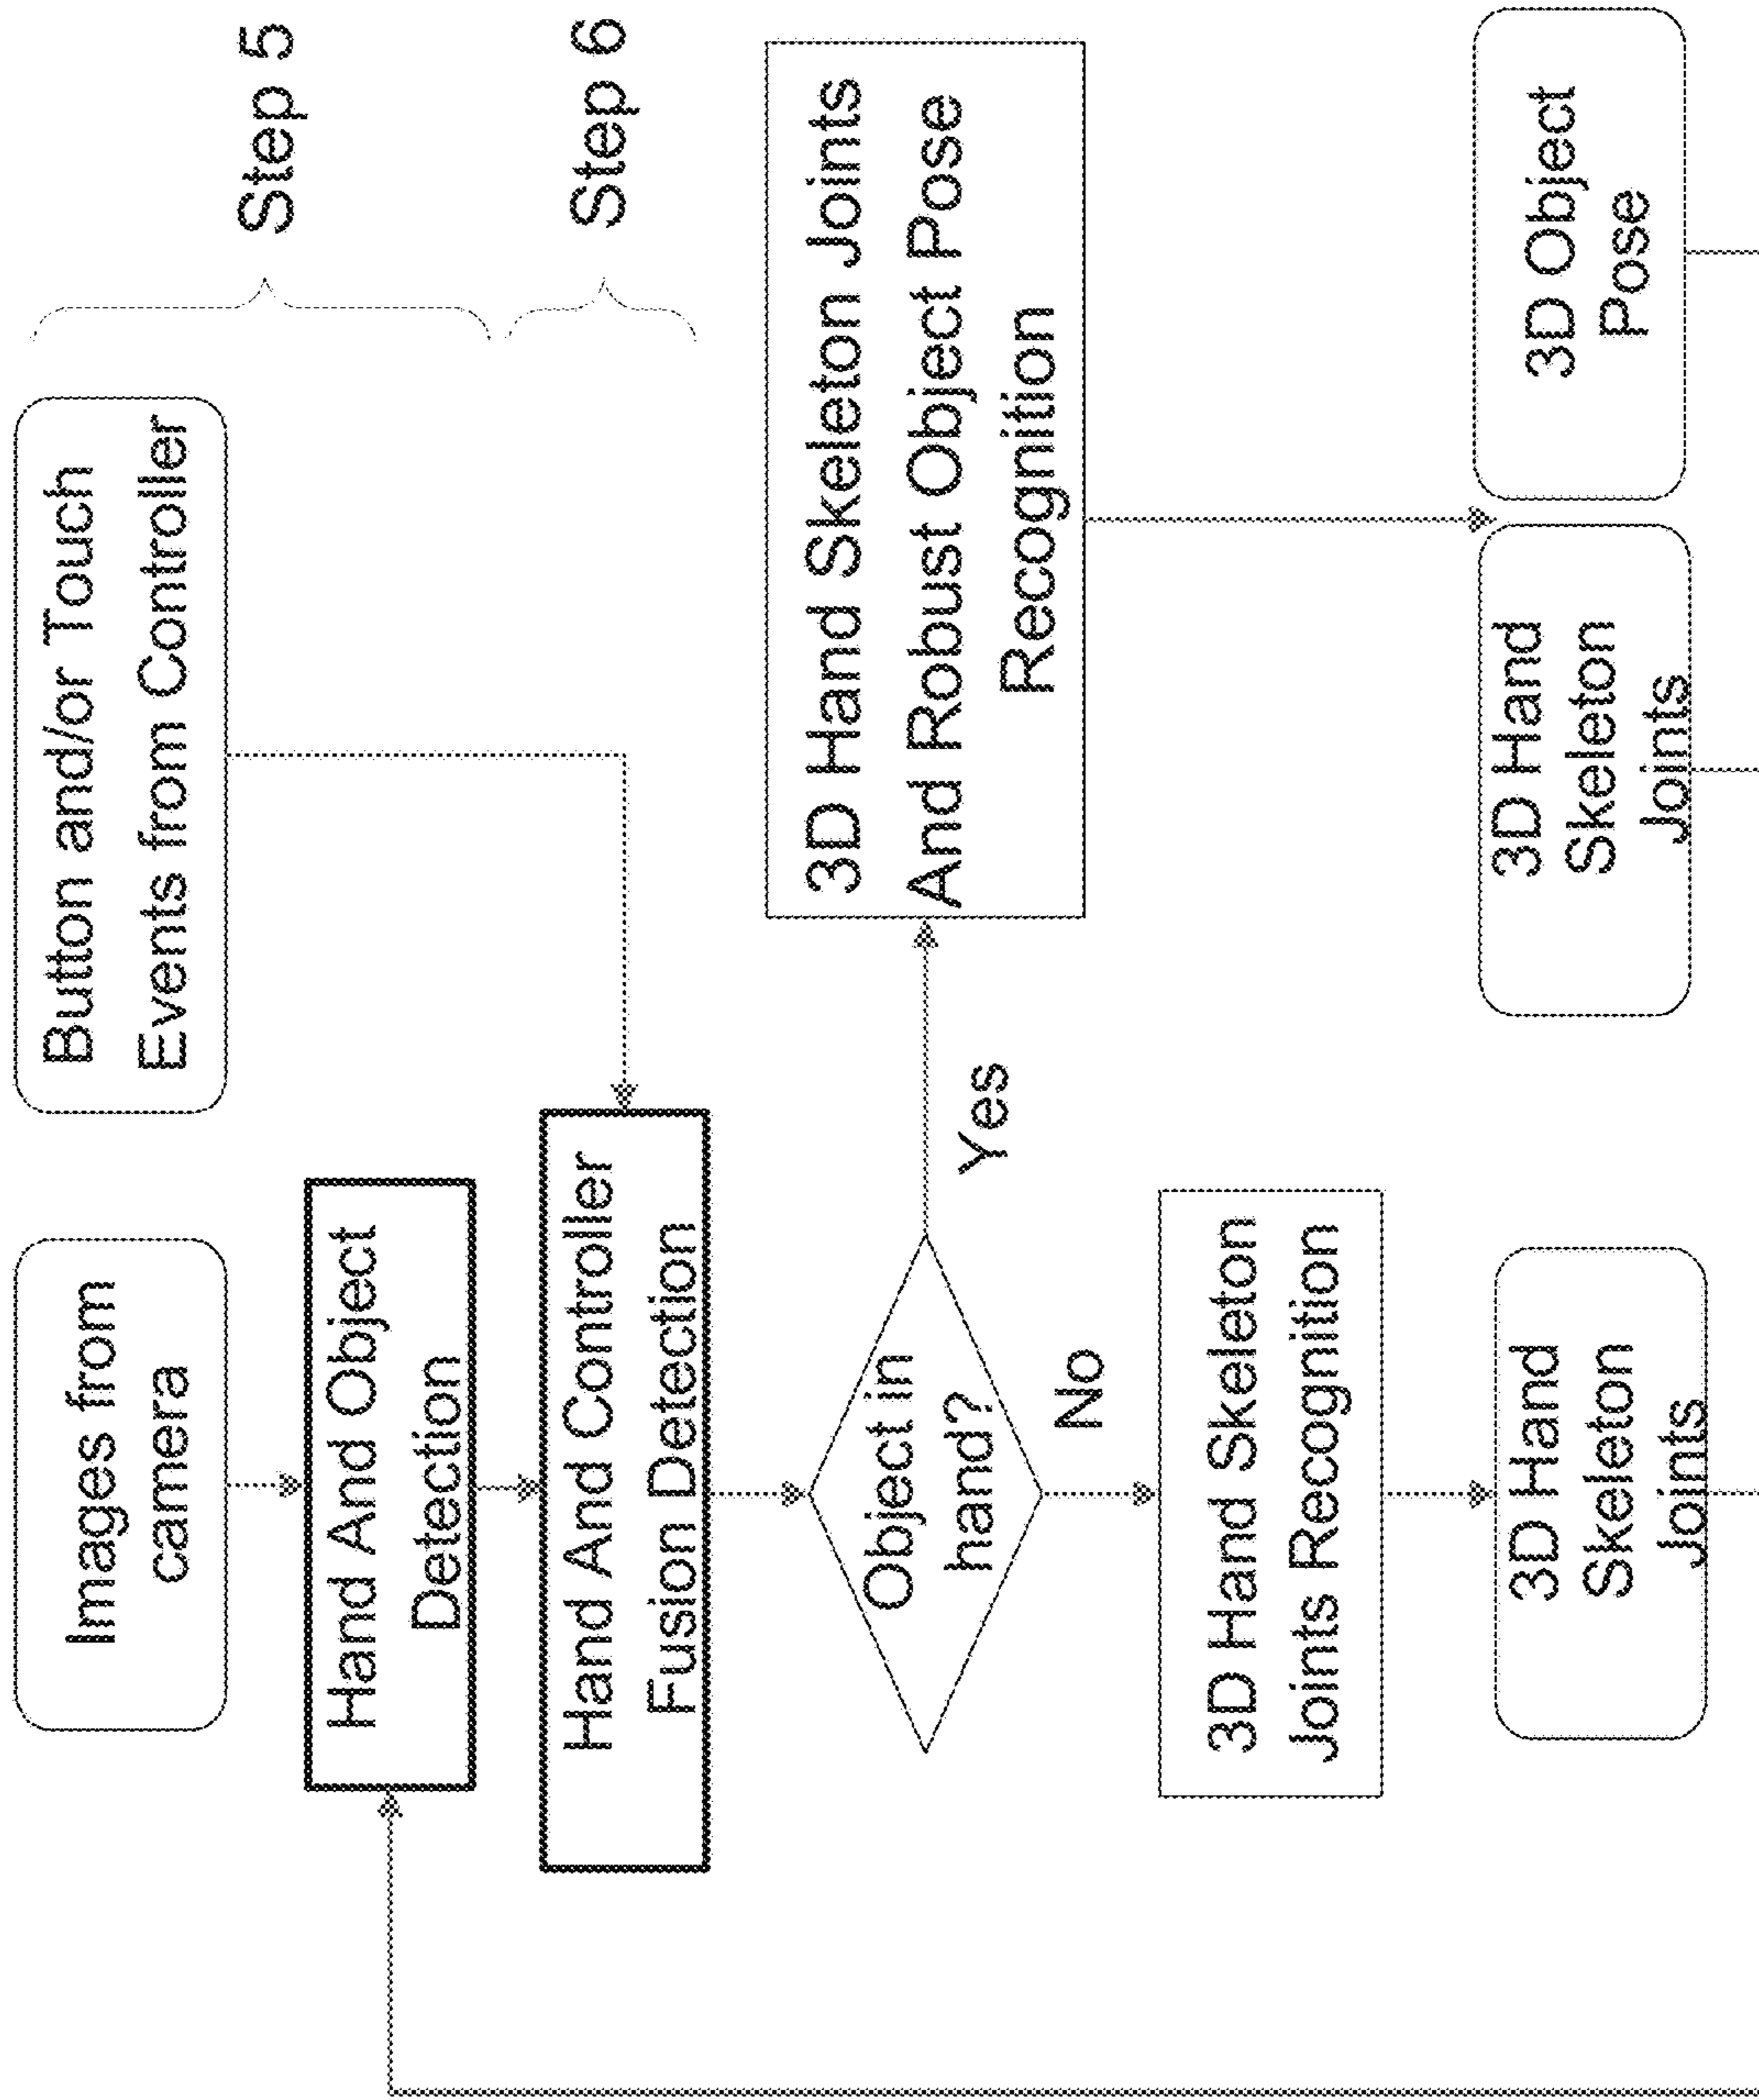 Images from
camera
Button and/or Touch
Events from Controller
Hand And Object
Detection
Step 5
Hand And Controller
Fusion Detection
Step 6
Object in
hand?
Yes
No
3D Hand Skeleton Joints
And Robust Object Pose
Recognition
3D Hand Skeleton
Joints Recognition
3D Hand
Skeleton
Joints
3D Hand
Skeleton
Joints
3D Object
Pose